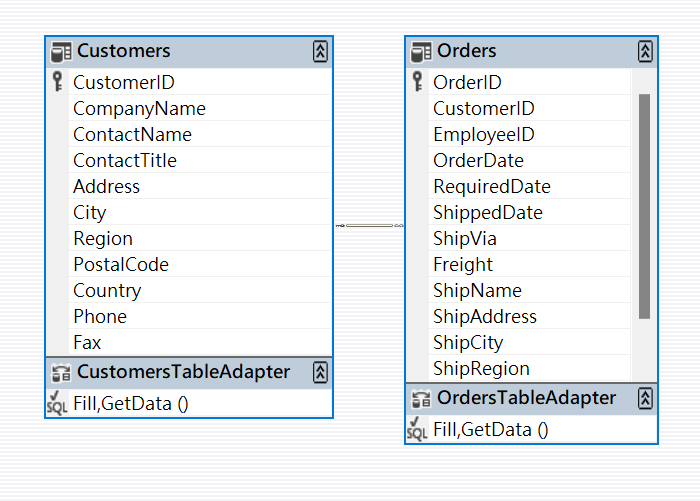 Customers
CustomerID
CompanyName
ContactName
ContactTitle
Address
City
Region
PostalCode
Country
Phone
Fax
CustomersTableAdapter
SQL Fill,GetData ()
Orders
OrderID
CustomerID
EmployeeID
OrderDate
RequiredDate
ShippedDate
ShipVia
Freight
ShipName
ShipAddress
ShipCity
ShipRegion
OrdersTableAdapter
SQL Fill,GetData ()